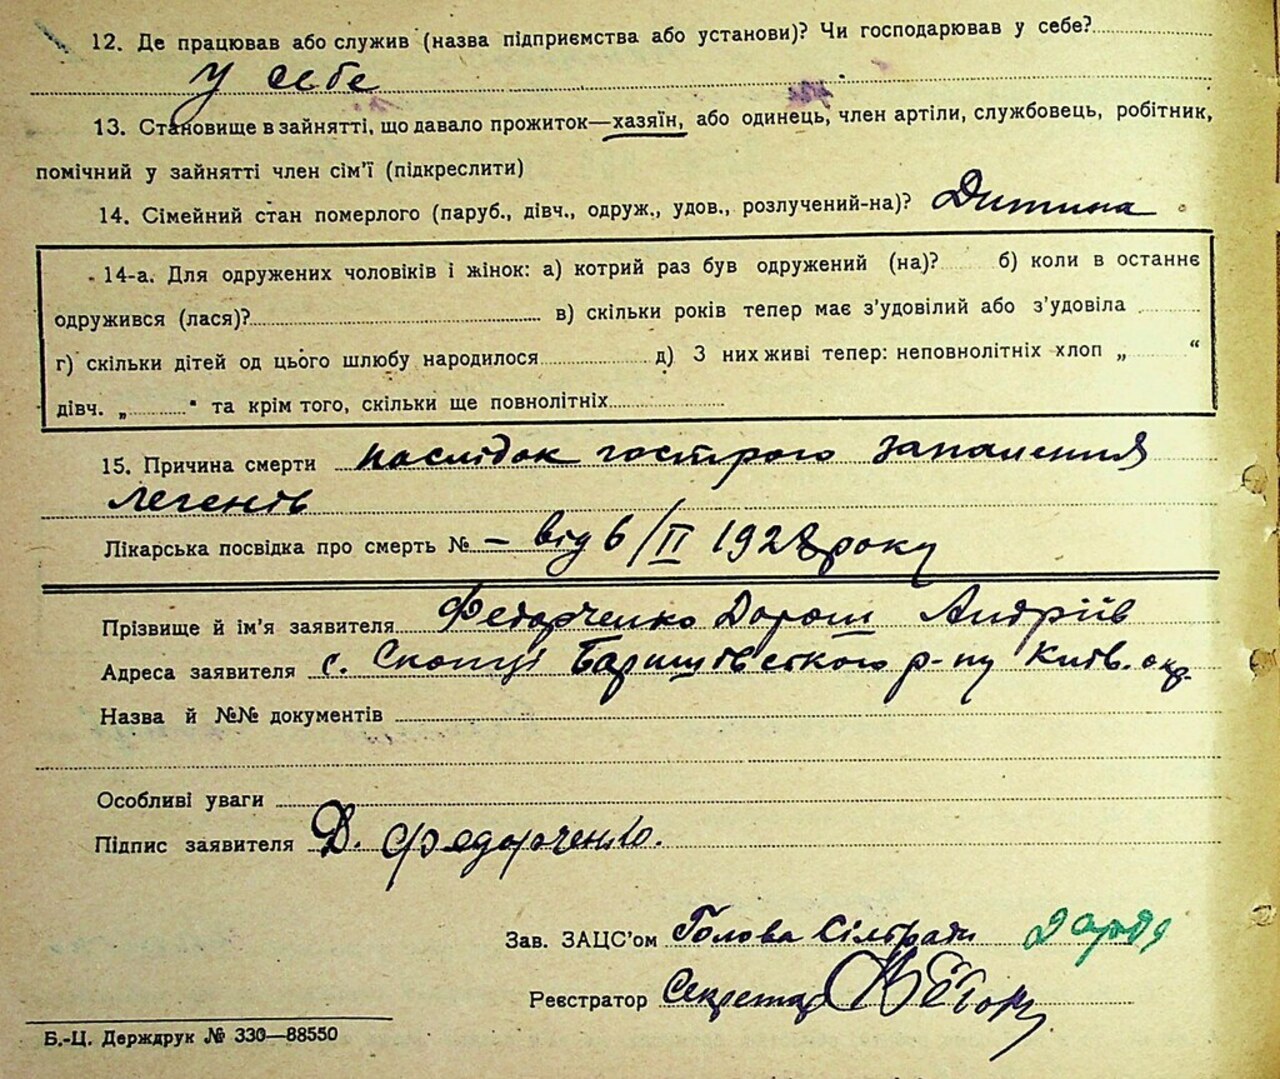 12. Де працював або служив (назва підприємства або установи)? Чи господарював у себе?
У себе
13. Становище в зайнятті, що давало прожиток—хазяїн, або одинець, член артілі, службовець, робітник,
помічний у зайнятті член сім'ї (підкреслити)
14. Сімейний стан померлого (паруб., дівч., одруж., удов., розлучений-на)? Дитина
14-а. Для одружених чоловіків і жінок: а) котрий раз був одружений (на)? б) коли в останнє
одружився (лася)? в) скільки років тепер має з'удовілий або з'удовіла
г) скільки дітей од цього шлюбу народилося д) З них живі тепер: неповнолітніх хлоп „ “
дівч. „ “ та крім того, скільки ще повнолітніх
15. Причина смерти наслідок гострого запалення
легенів
Лікарська посвідка про смерть № — від 6/II 1928 року
Прізвище й ім'я заявителя Федорченко Дорош Андріїв
Адреса заявителя с. Скопці Баришівського р-ну Київ. окр.
Назва й №№ документів
Особливі уваги
Підпис заявителя Д. Федорченко.
Зав. ЗАЦС'ом Голова Сільради
Реєстратор Секретар
Б.-Ц. Держдрук № 330—88550